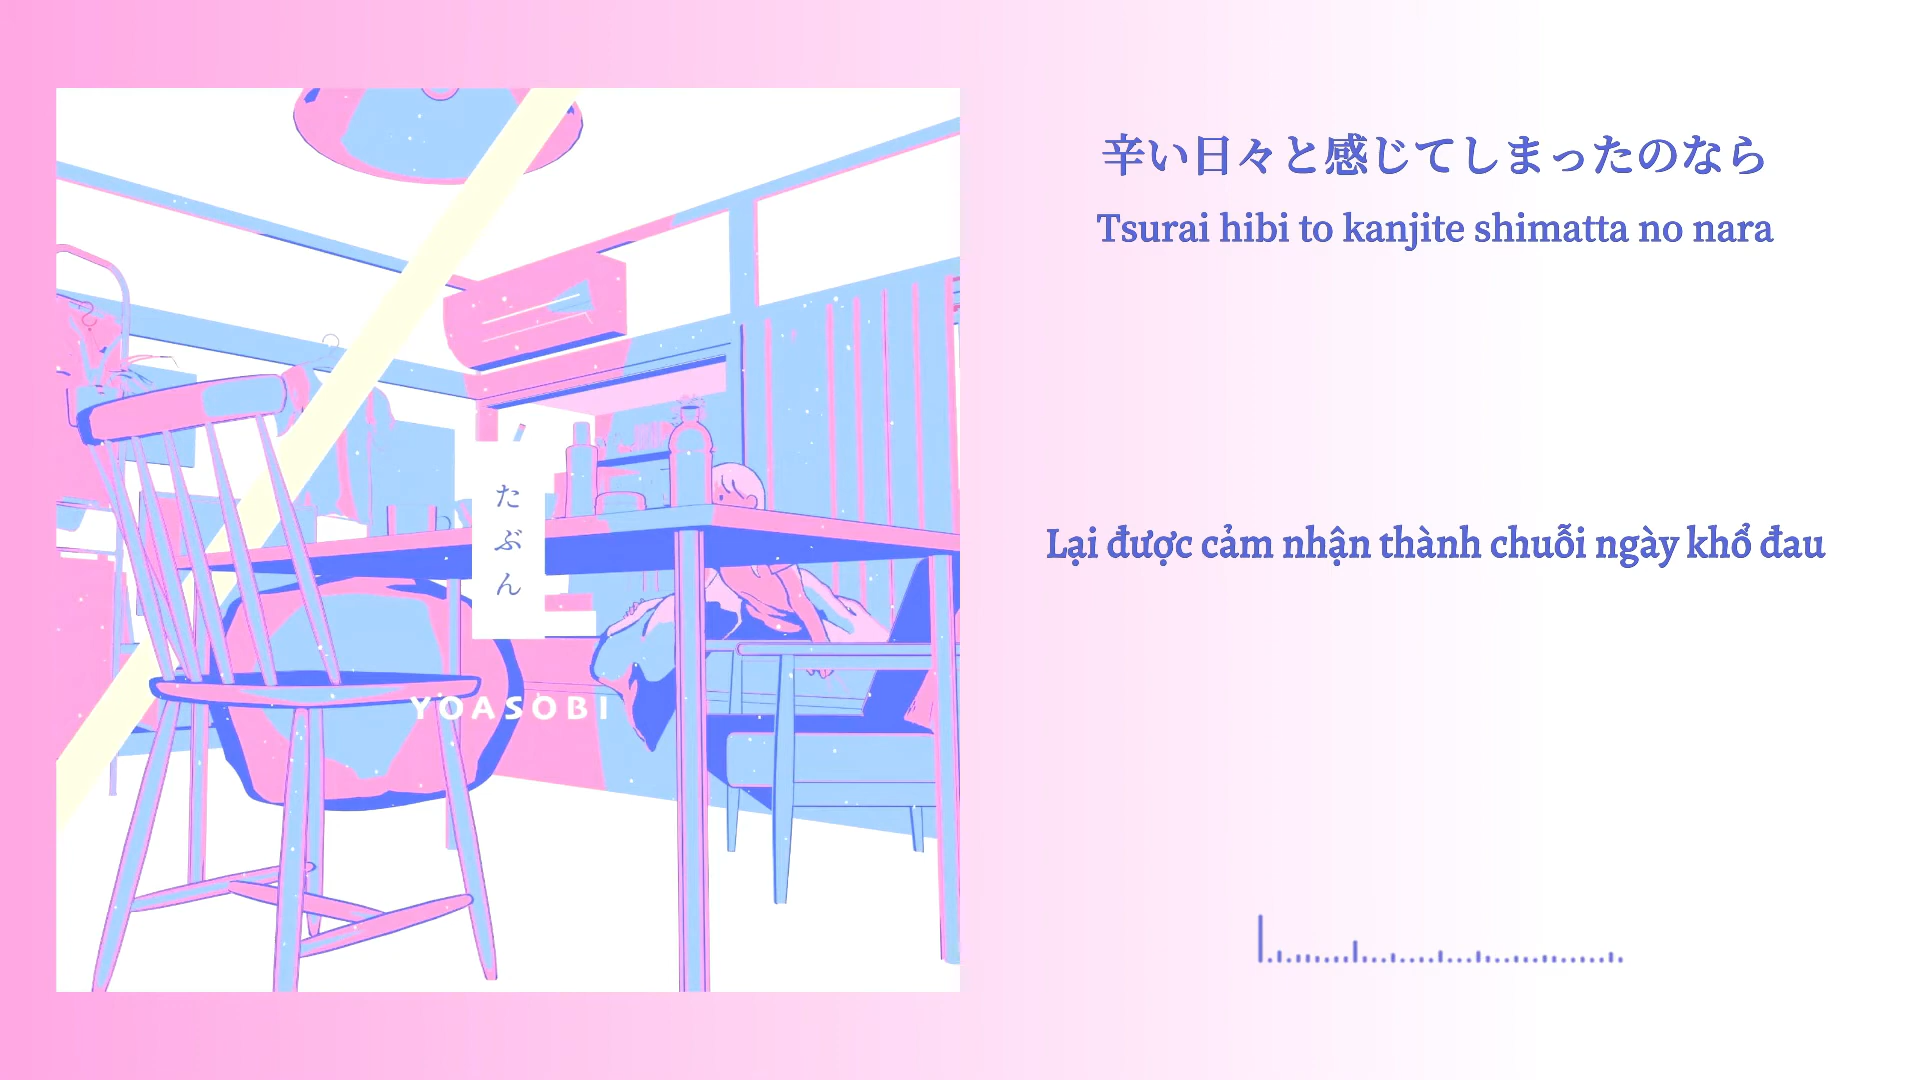 たぶん
YOASOBI
辛い日々と感じてしまったのなら
Tsurai hibi to kanjite shimatta no nara
Lại được cảm nhận thành chuỗi ngày khổ đau